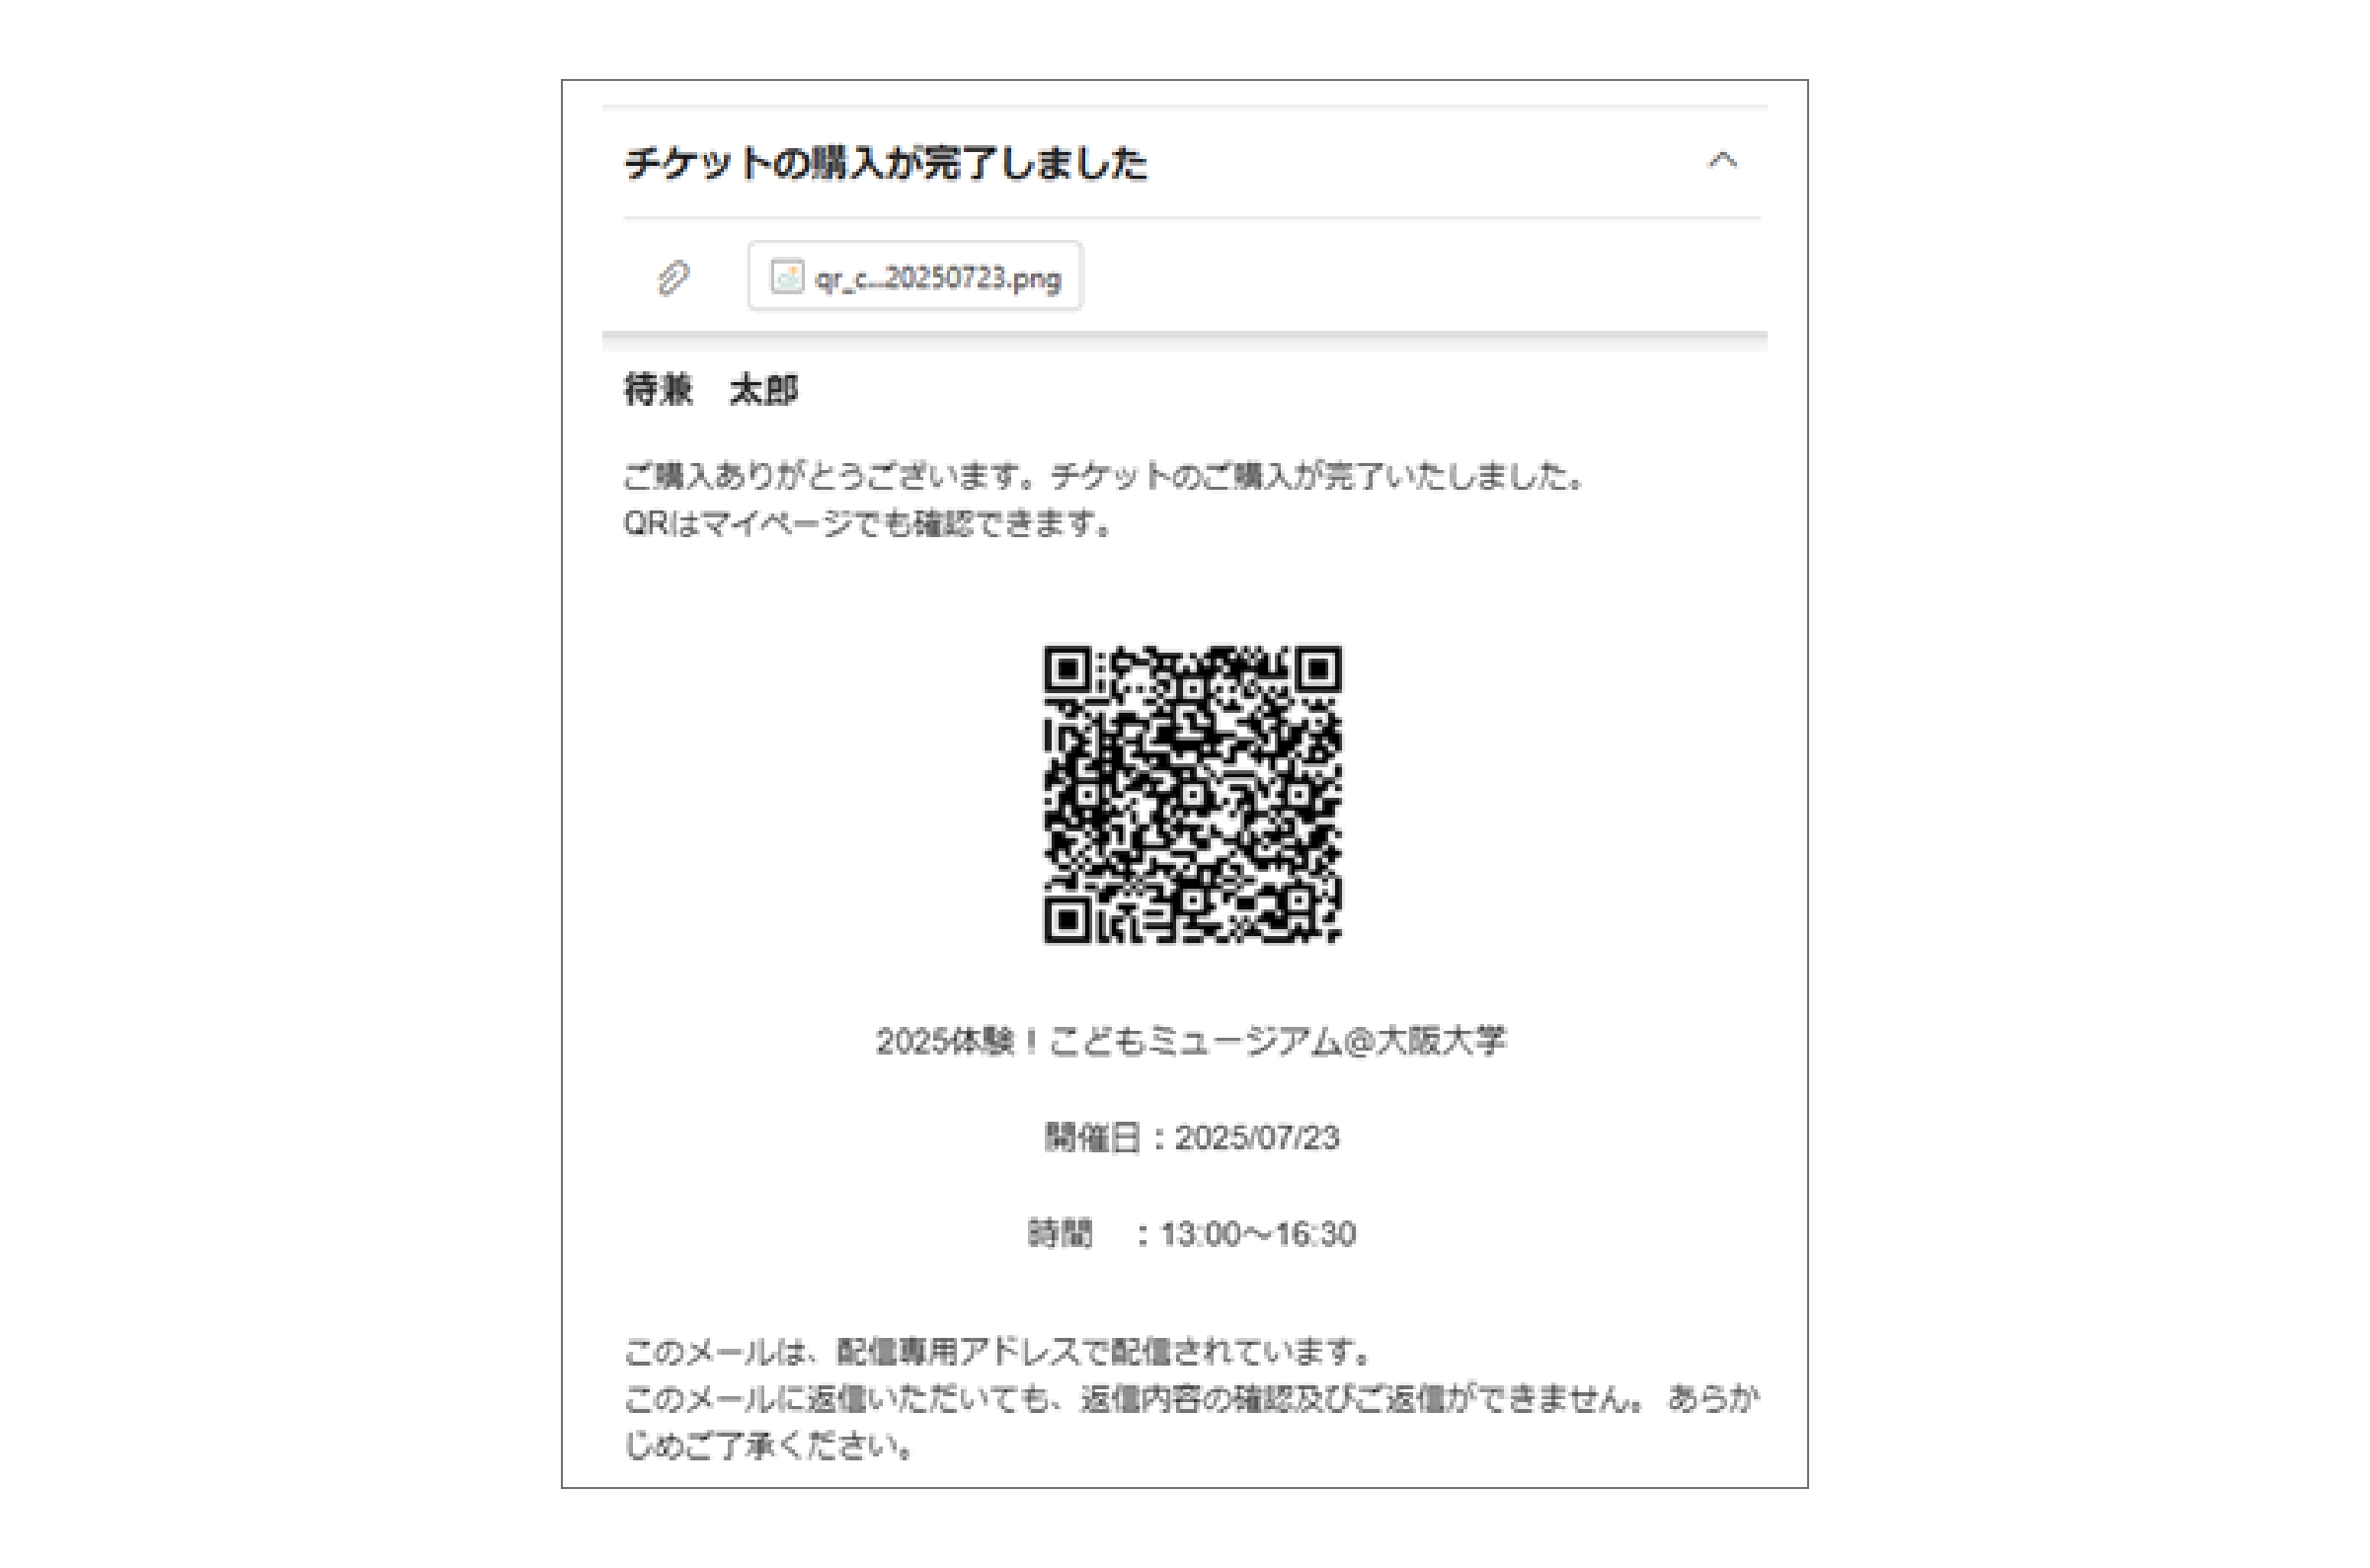 チケットの購入が完了しました
qr_c...20250723.png
待兼　太郎
ご購入ありがとうございます。チケットのご購入が完了いたしました。
QRはマイページでも確認できます。
2025体験！こどもミュージアム@大阪大学
開催日：2025/07/23
時間　：13:00～16:30
このメールは、配信専用アドレスで配信されています。
このメールに返信いただいても、返信内容の確認及びご返信ができません。 あらか
じめご了承ください。